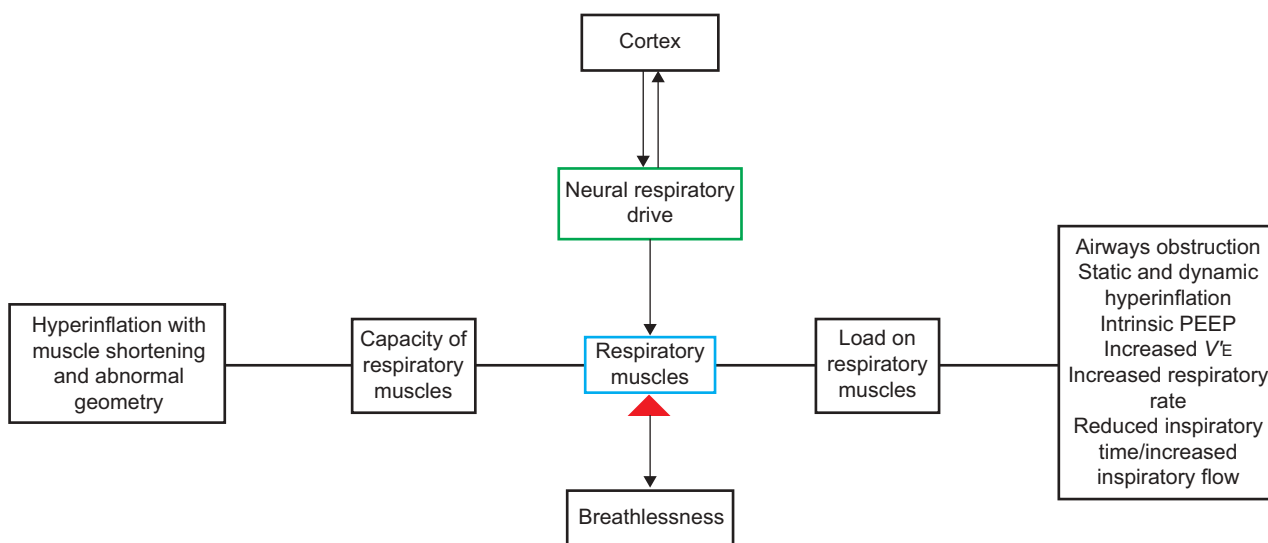 Cortex
Neural respiratory
drive
Hyperinflation with
muscle shortening
and abnormal
geometry
Capacity of
respiratory
muscles
Respiratory
muscles
Load on
respiratory
muscles
Airways obstruction
Static and dynamic
hyperinflation
Intrinsic PEEP
Increased V'E
Increased respiratory
rate
Reduced inspiratory
time/increased
inspiratory flow
Breathlessness